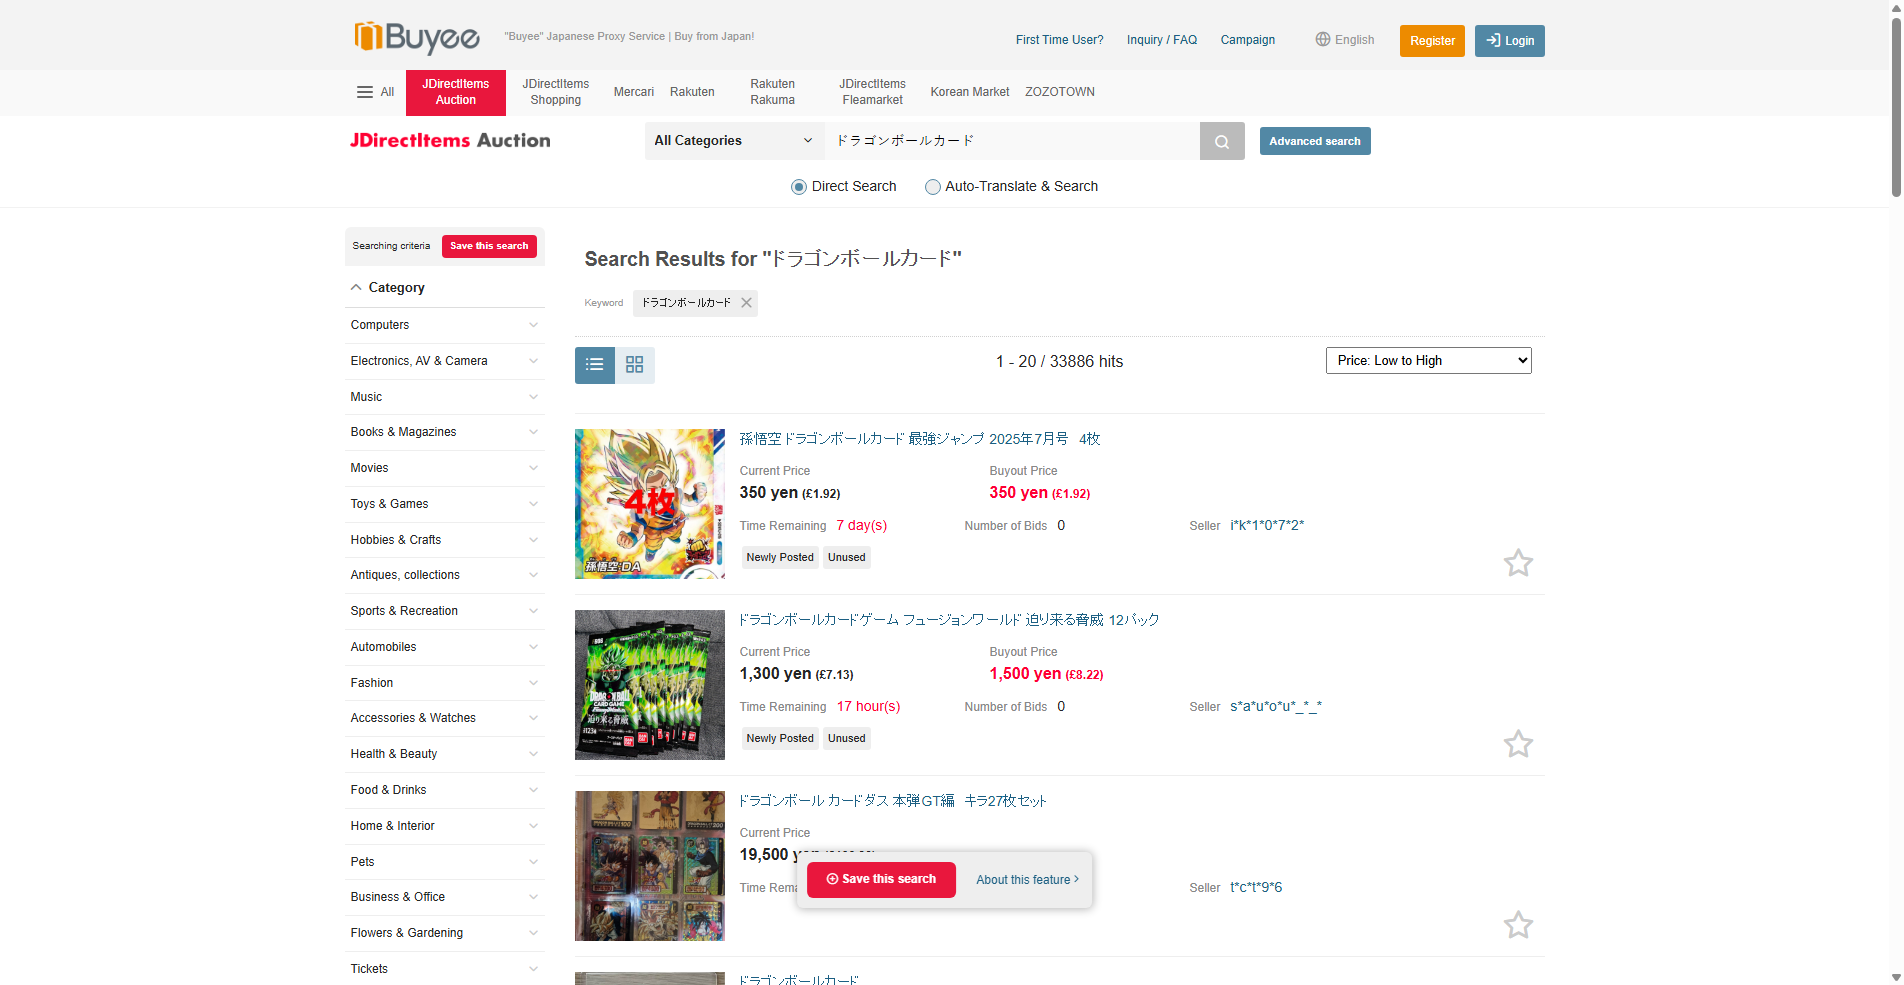 Buyee
"Buyee" Japanese Proxy Service | Buy from Japan!
First Time User?
Inquiry / FAQ
Campaign
English
Register
Login
All
JDirectItems Auction
JDirectItems Shopping
Mercari
Rakuten
Rakuten Rakuma
JDirectItems Fleamarket
Korean Market
ZOZOTOWN
JDirectItems Auction
All Categories
ドラゴンボールカード
Advanced search
Direct Search
Auto-Translate & Search
Searching criteria
Save this search
Category
Computers
Electronics, AV & Camera
Music
Books & Magazines
Movies
Toys & Games
Hobbies & Crafts
Antiques, collections
Sports & Recreation
Automobiles
Fashion
Accessories & Watches
Health & Beauty
Food & Drinks
Home & Interior
Pets
Business & Office
Flowers & Gardening
Tickets
Search Results for "ドラゴンボールカード"
Keyword
ドラゴンボールカード
1 - 20 / 33886 hits
Price: Low to High
4枚
孫悟空:DA
孫悟空 ドラゴンボールカード 最強ジャンプ 2025年7月号　4枚
Current Price
350 yen (£1.92)
Buyout Price
350 yen (£1.92)
Time Remaining 7 day(s)
Number of Bids 0
Seller i*k*1*0*7*2*
Newly Posted
Unused
ドラゴンボールカードゲーム フュージョンワールド 迫り来る脅威 12パック
Current Price
1,300 yen (£7.13)
Buyout Price
1,500 yen (£8.22)
Time Remaining 17 hour(s)
Number of Bids 0
Seller s*a*u*o*u*_*_*
Newly Posted
Unused
ドラゴンボール カードダス 本弾GT編　キラ27枚セット
Current Price
19,500
Time
Seller t*c*t*9*6
Save this search
About this feature
ドラゴンボールカード